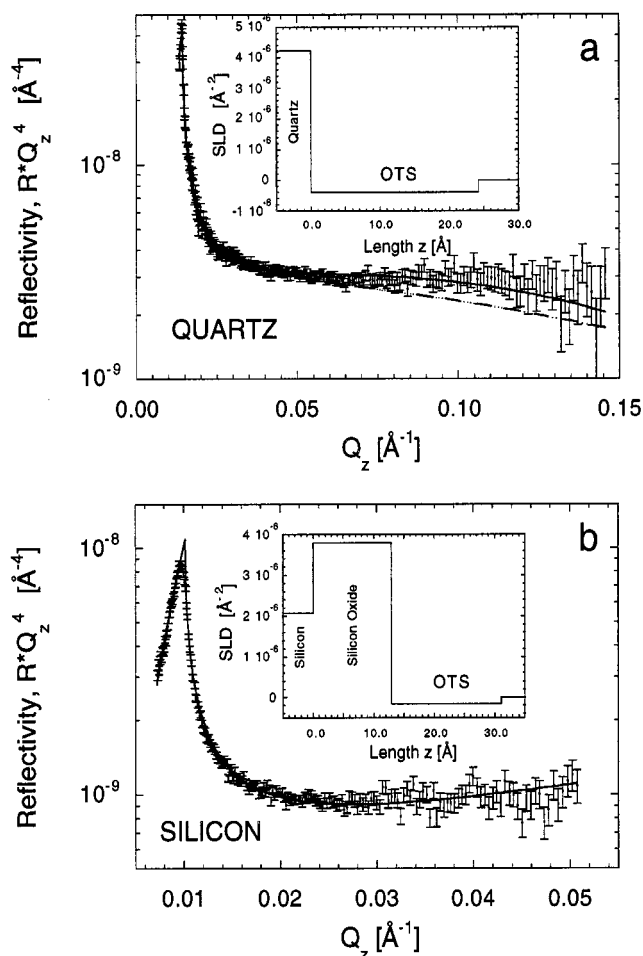 a
Reflectivity, R*Q_z^4 [Å^-4]
10^-8
10^-9
5 10^-6
4 10^-6
3 10^-6
2 10^-6
1 10^-6
0
-1 10^-6
SLD [Å^-2]
Quartz
OTS
0.0 10.0 20.0 30.0
Length z [Å]
QUARTZ
0.00 0.05 0.10 0.15
Q_z [Å^-1]
b
Reflectivity, R*Q_z^4 [Å^-4]
10^-8
10^-9
4 10^-6
3 10^-6
2 10^-6
1 10^-6
0
SLD [Å^-2]
Silicon
Silicon Oxide
OTS
0.0 10.0 20.0 30.0
Length z [Å]
SILICON
0.01 0.02 0.03 0.04 0.05
Q_z [Å^-1]